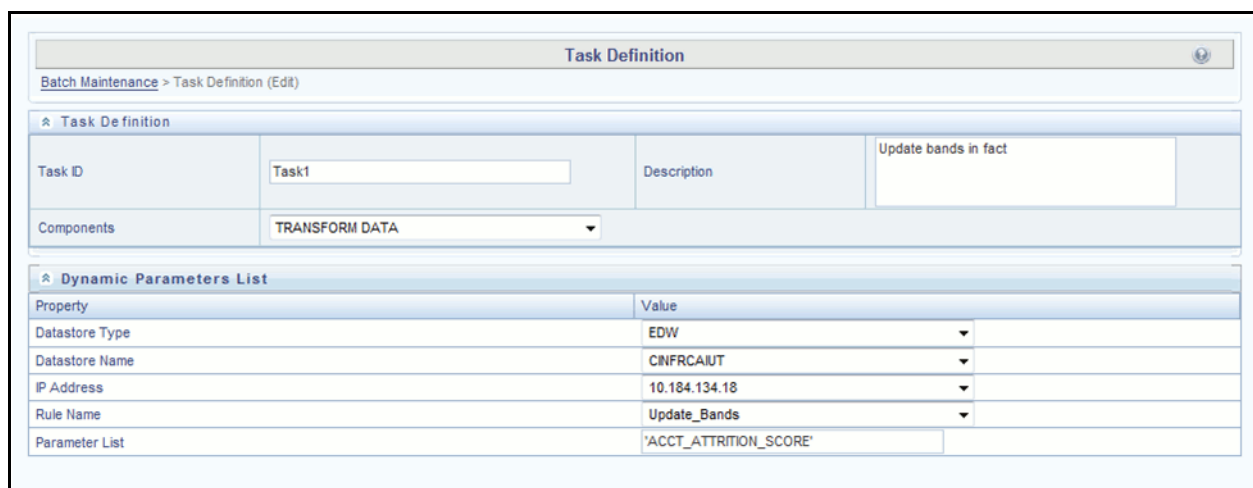 Task Definition
Batch Maintenance > Task Definition (Edit)
Task Definition
Task ID Task1 Description Update bands in fact
Components TRANSFORM DATA
Dynamic Parameters List
Property Value
Datastore Type EDW
Datastore Name CINFRCAIUT
IP Address 10.184.134.18
Rule Name Update_Bands
Parameter List 'ACCT_ATTRITION_SCORE'